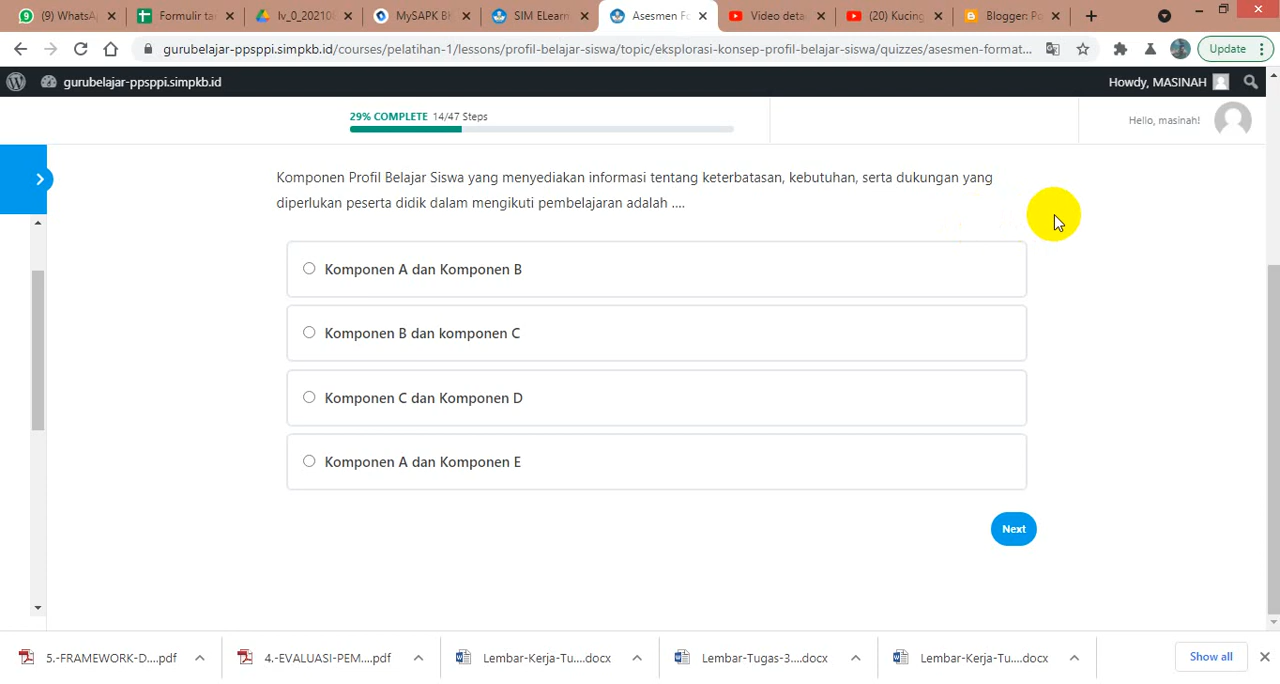 (9) WhatsA
Formulir ta
lv_0_20210
MySAPK BK
SIM ELearn
Asesmen Fo
Video deta
(20) Kucing
Blogger: Po
gurubelajar-ppsppi.simpkb.id/courses/pelatihan-1/lessons/profil-belajar-siswa/topic/eksplorasi-konsep-profil-belajar-siswa/quizzes/asesmen-format...
Update
gurubelajar-ppsppi.simpkb.id
Howdy, MASINAH
29% COMPLETE 14/47 Steps
Hello, masinah!
Komponen Profil Belajar Siswa yang menyediakan informasi tentang keterbatasan, kebutuhan, serta dukungan yang
diperlukan peserta didik dalam mengikuti pembelajaran adalah ....
Komponen A dan Komponen B
Komponen B dan komponen C
Komponen C dan Komponen D
Komponen A dan Komponen E
Next
5.-FRAMEWORK-D....pdf
4.-EVALUASI-PEM....pdf
Lembar-Kerja-Tu....docx
Lembar-Tugas-3....docx
Lembar-Kerja-Tu....docx
Show all